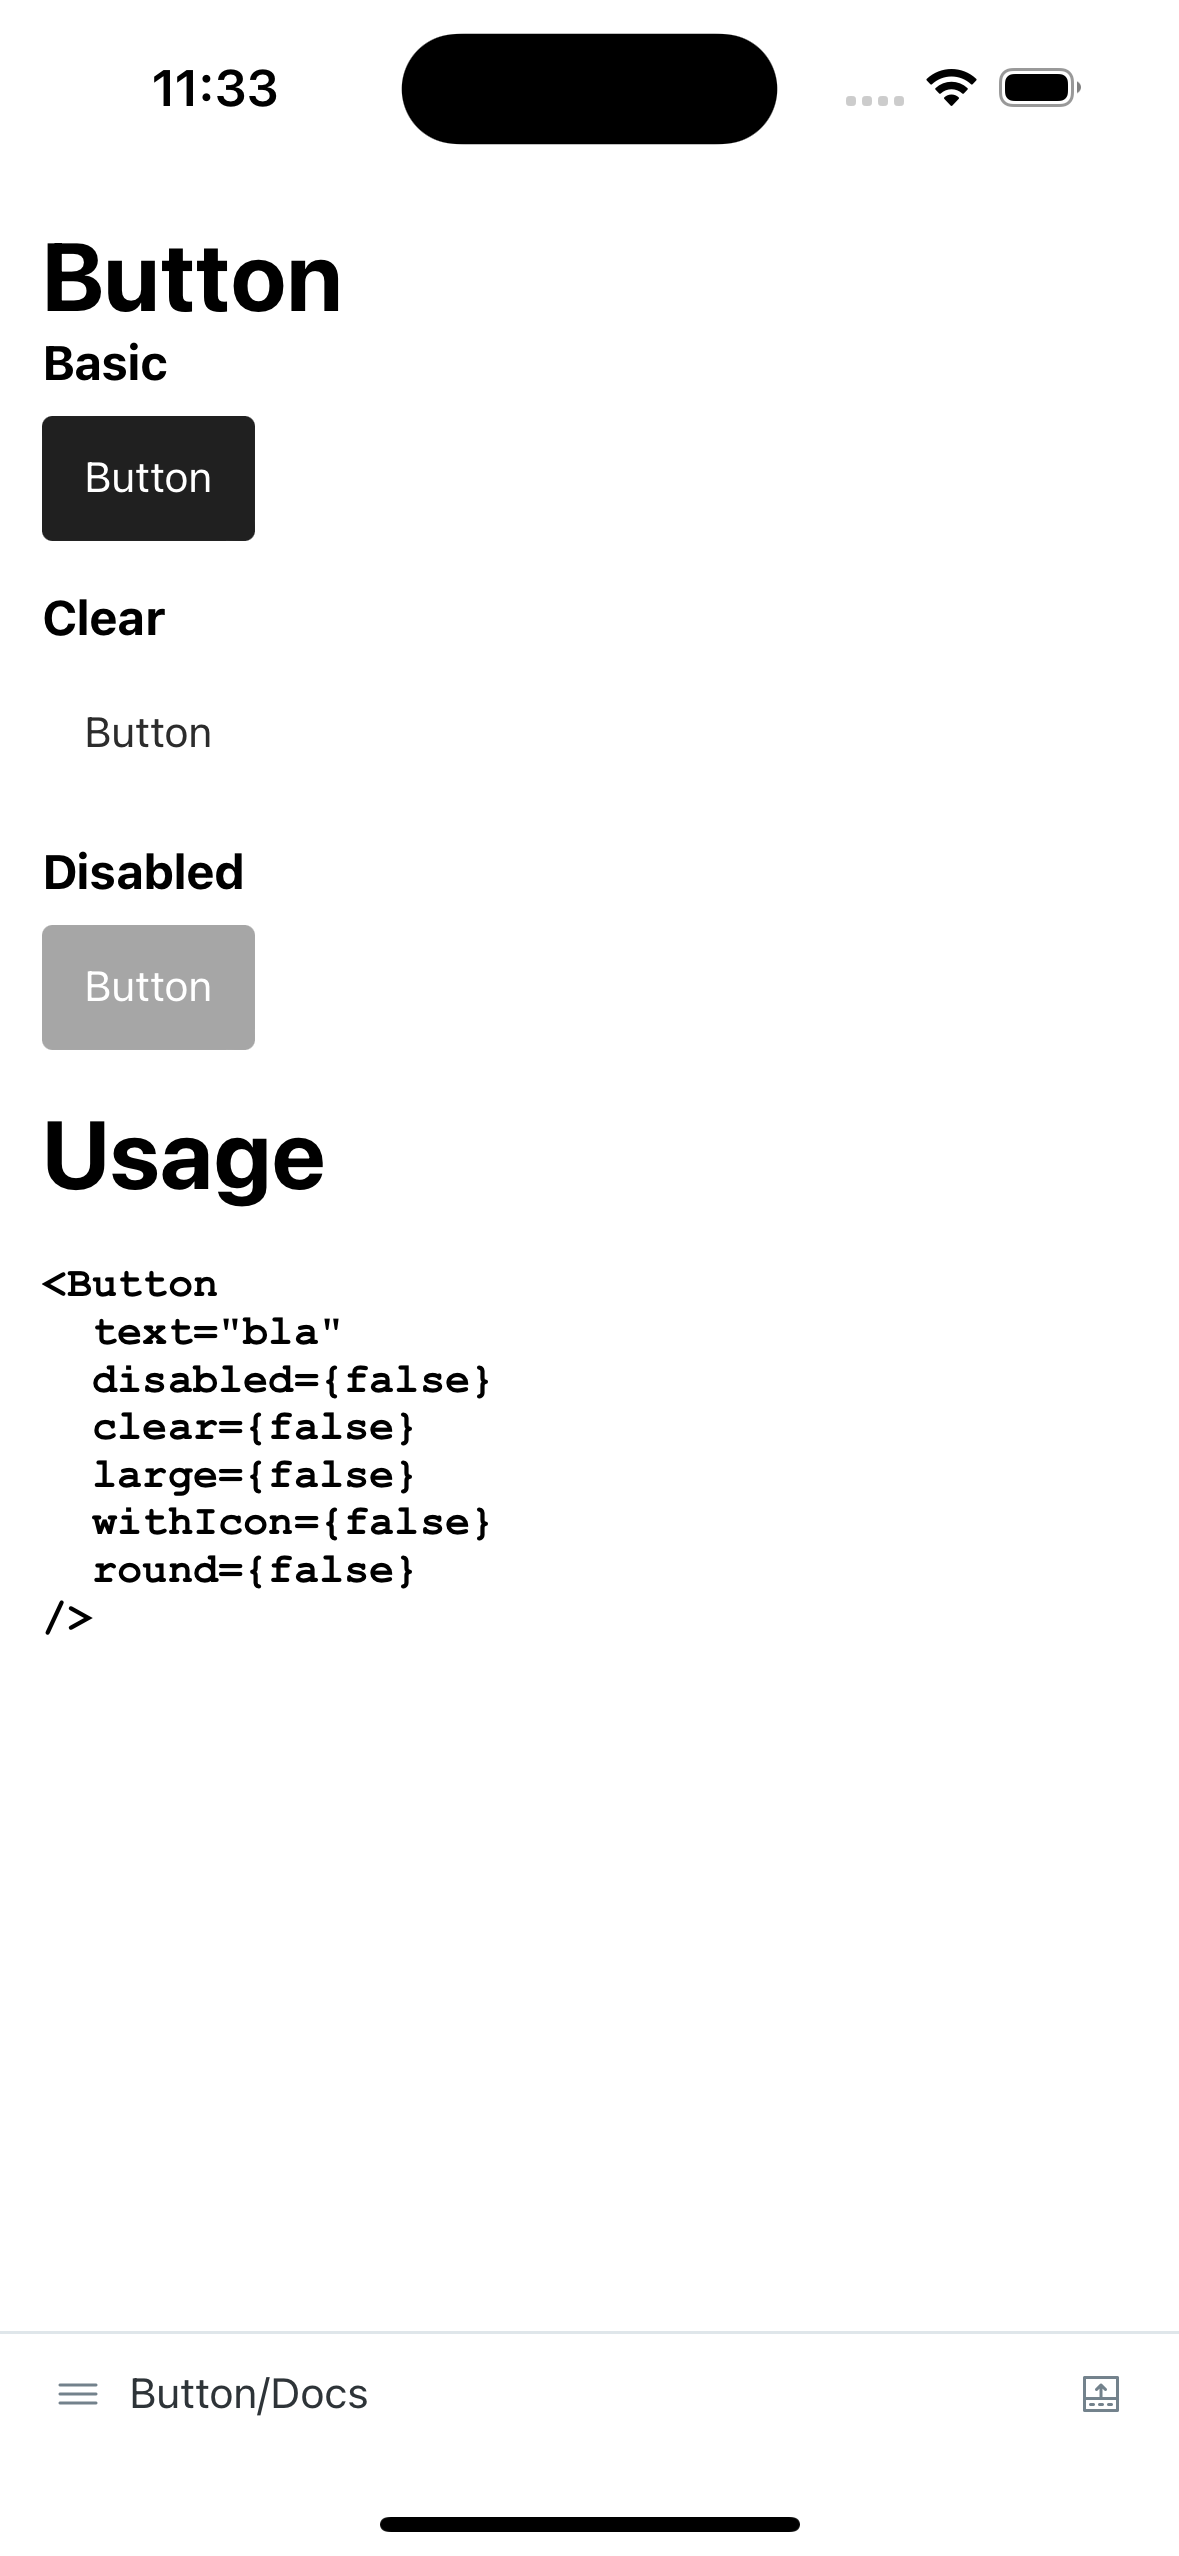 11:33
Button
Basic
Button
Clear
Button
Disabled
Button
Usage
<Button
  text="bla"
  disabled={false}
  clear={false}
  large={false}
  withIcon={false}
  round={false}
/>
Button/Docs